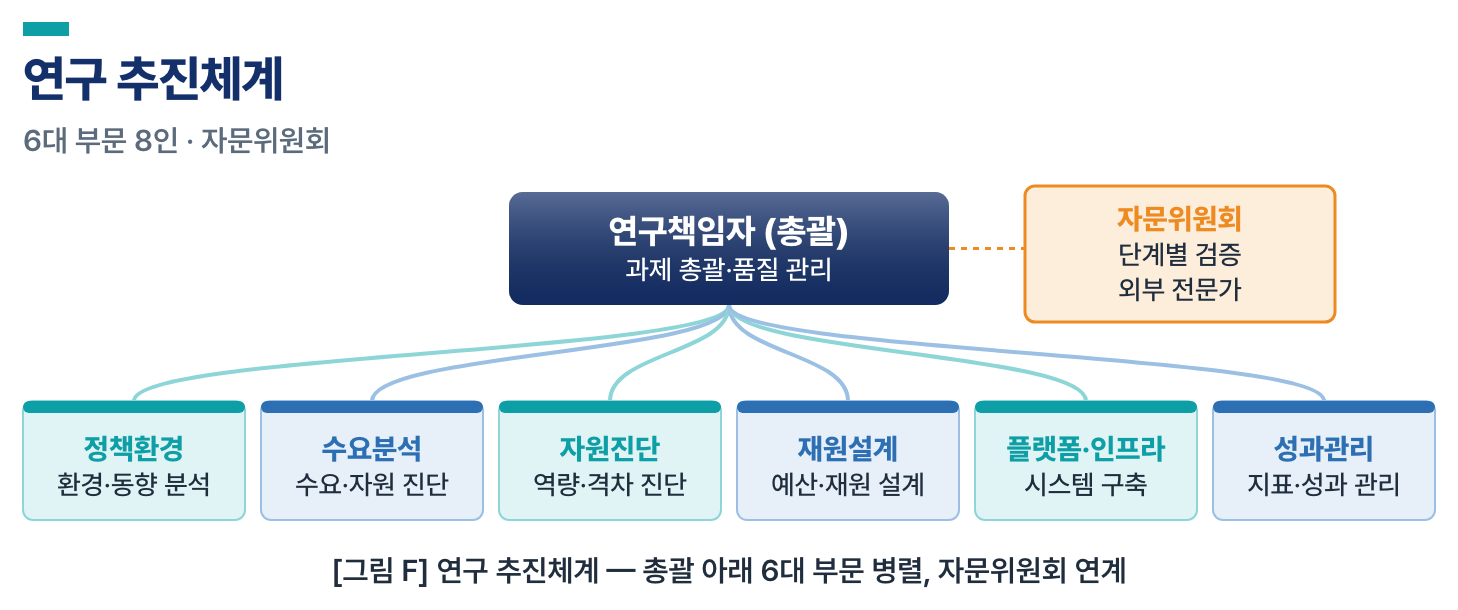 연구 추진체계
6대 부문 8인 · 자문위원회
연구책임자 (총괄)
과제 총괄·품질 관리
자문위원회
단계별 검증
외부 전문가
정책환경
환경·동향 분석
수요분석
수요·자원 진단
자원진단
역량·격차 진단
재원설계
예산·재원 설계
플랫폼·인프라
시스템 구축
성과관리
지표·성과 관리
[그림 F] 연구 추진체계 — 총괄 아래 6대 부문 병렬, 자문위원회 연계